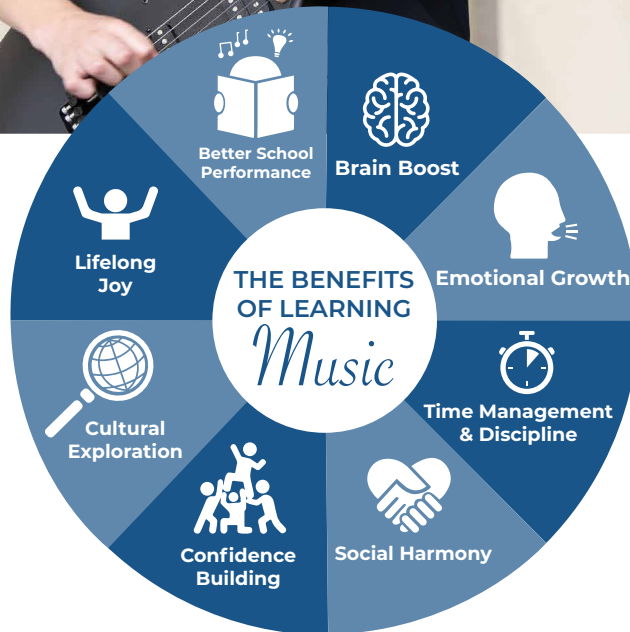 THE BENEFITS
OF LEARNING
Music
Better School
Performance
Brain Boost
Emotional Growth
Time Management
& Discipline
Social Harmony
Confidence
Building
Cultural
Exploration
Lifelong
Joy